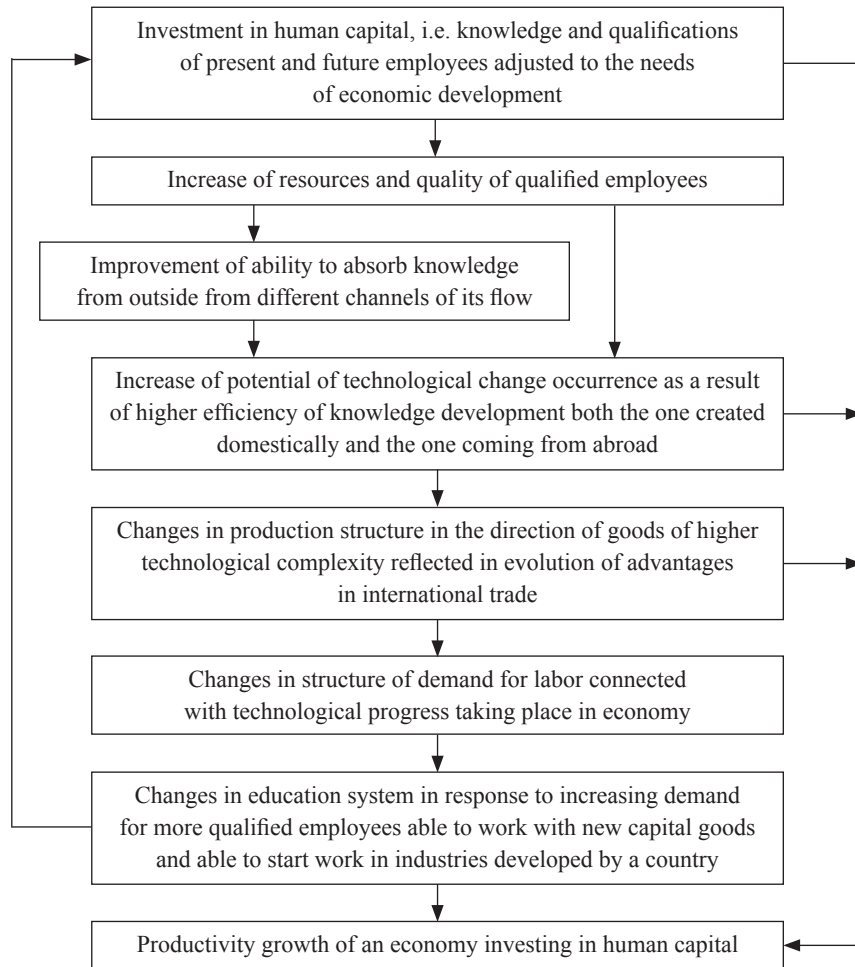 Investment in human capital, i.e. knowledge and qualifications
of present and future employees adjusted to the needs
of economic development
Increase of resources and quality of qualified employees
Improvement of ability to absorb knowledge
from outside from different channels of its flow
Increase of potential of technological change occurrence as a result
of higher efficiency of knowledge development both the one created
domestically and the one coming from abroad
Changes in production structure in the direction of goods of higher
technological complexity reflected in evolution of advantages
in international trade
Changes in structure of demand for labor connected
with technological progress taking place in economy
Changes in education system in response to increasing demand
for more qualified employees able to work with new capital goods
and able to start work in industries developed by a country
Productivity growth of an economy investing in human capital